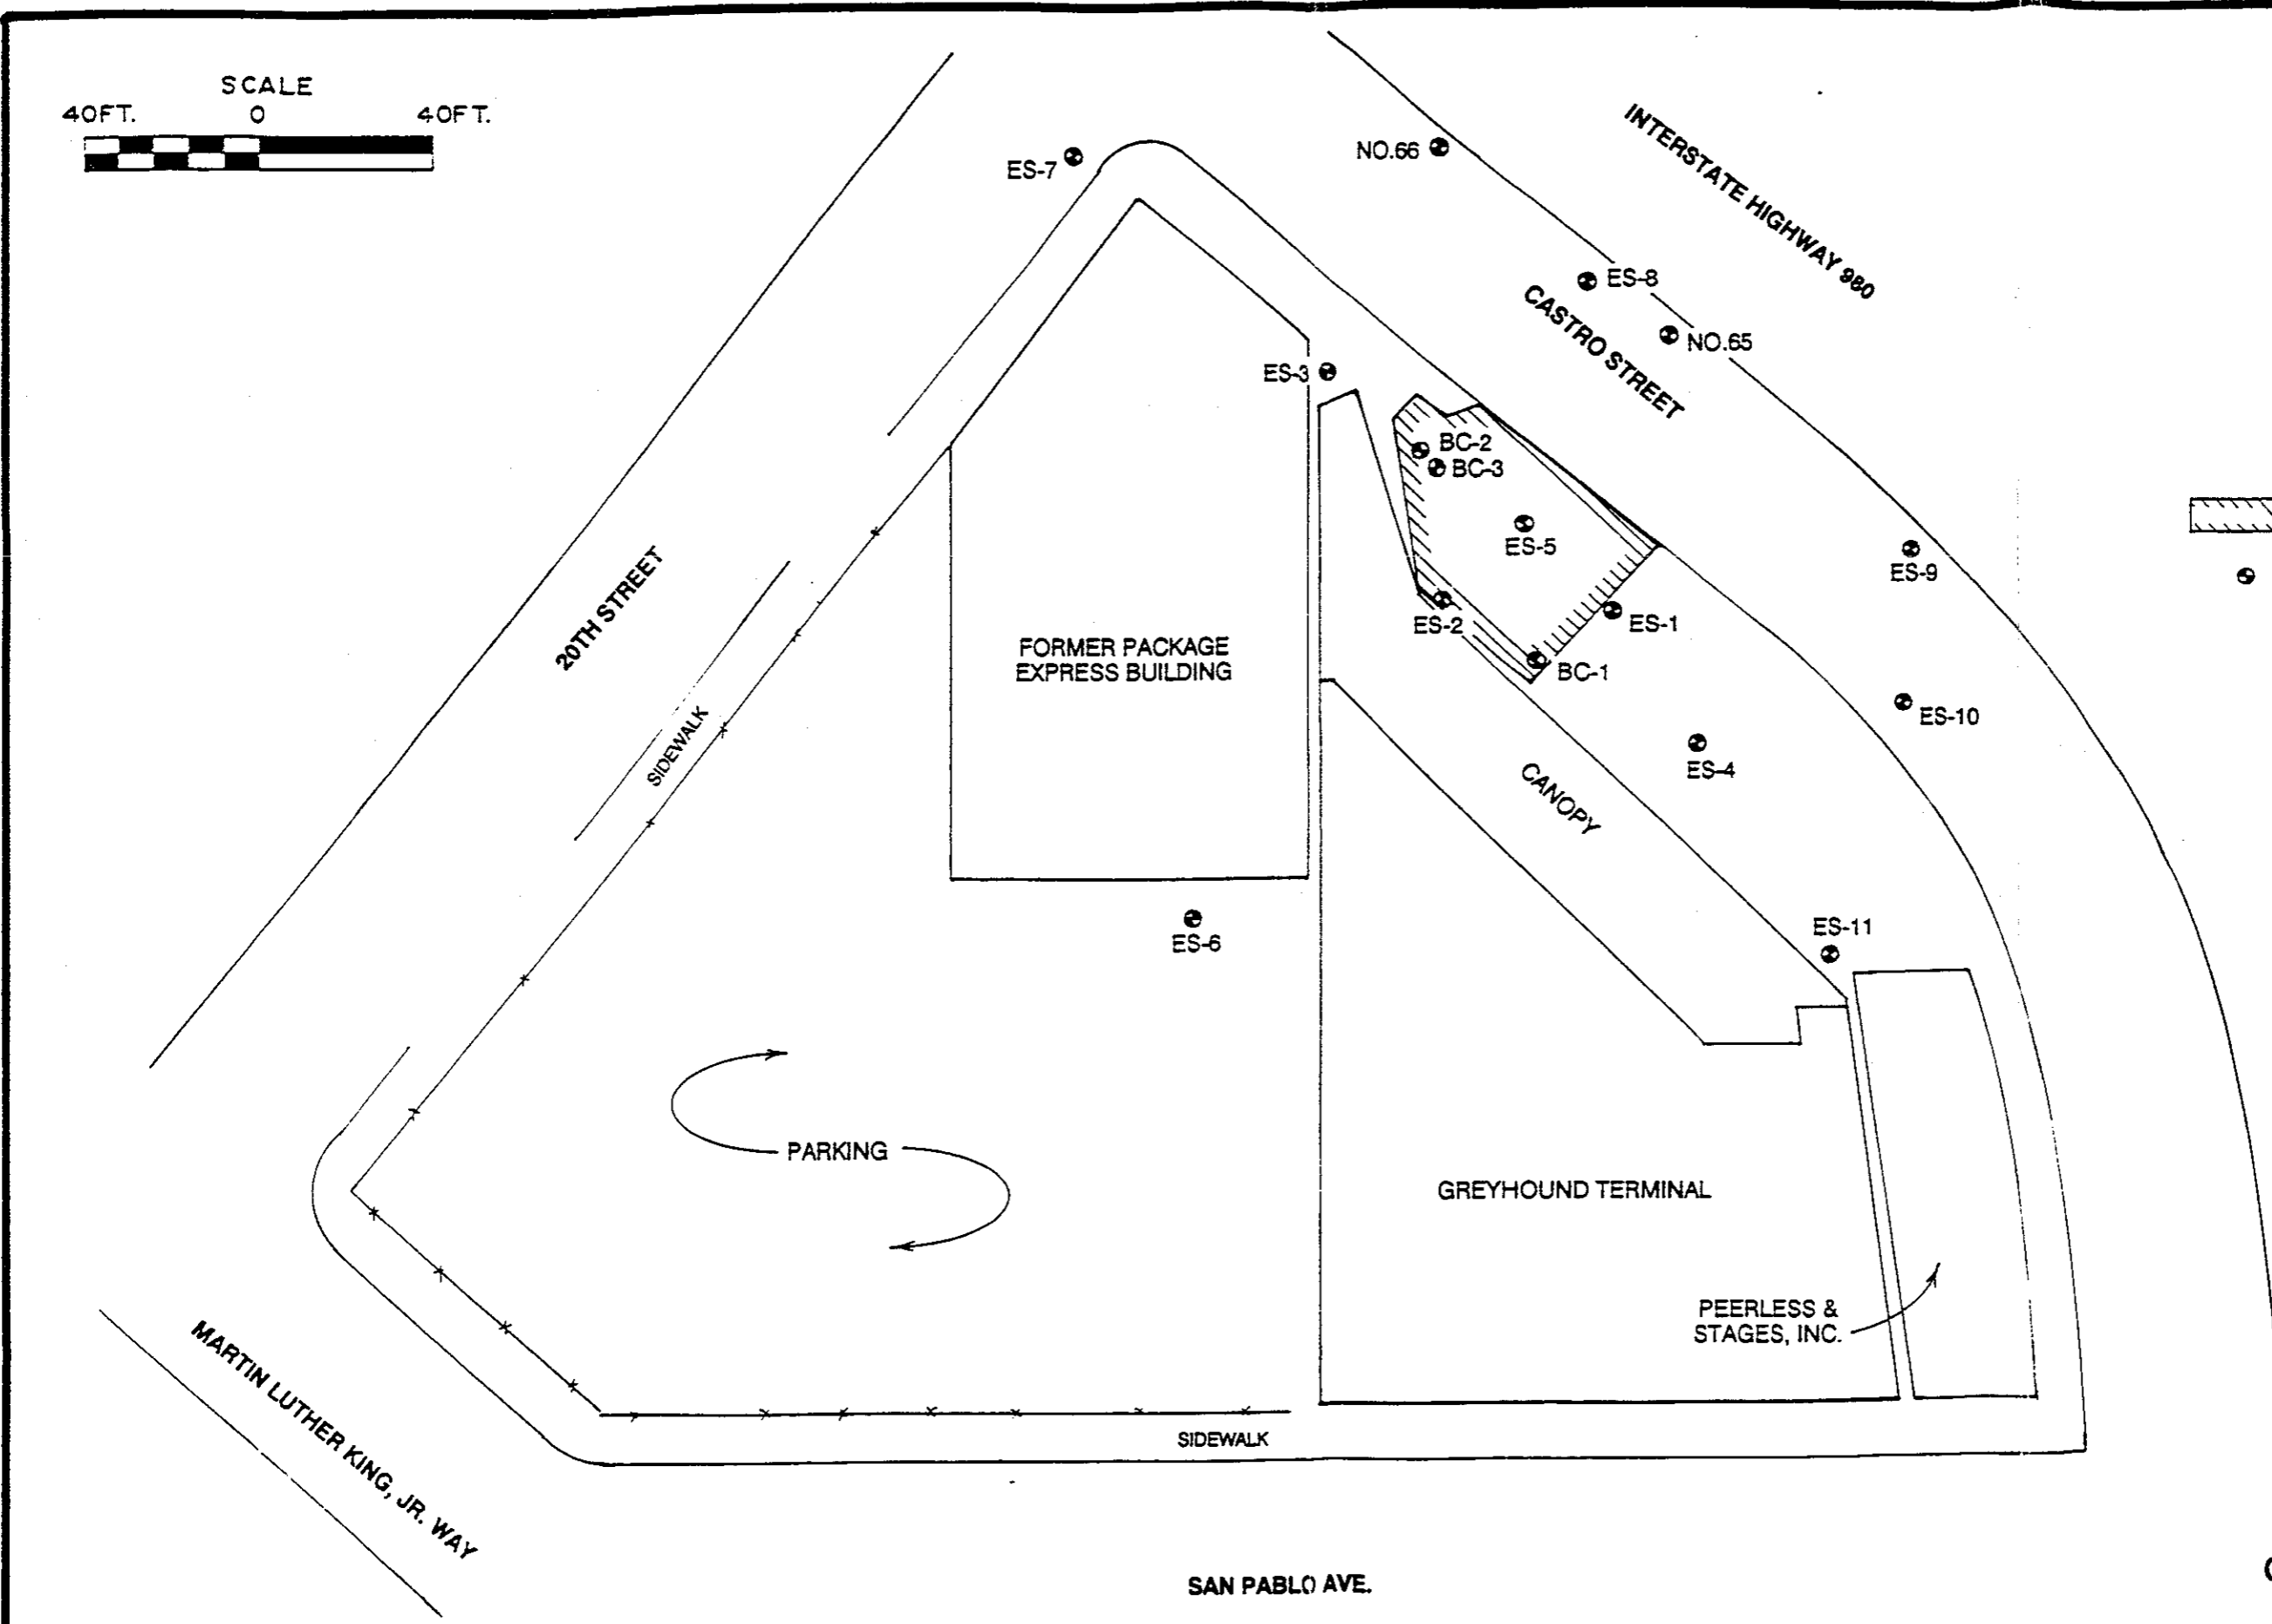 SCALE
40FT. 0 40FT.
INTERSTATE HIGHWAY 980
NO.66
ES-7
ES-8
CASTRO STREET
NO.65
ES-3
BC-2
BC-3
ES-5
ES-9
20TH STREET
ES-2
ES-1
FORMER PACKAGE
EXPRESS BUILDING
BC-1
SIDEWALK
ES-10
ES-4
CANOPY
ES-11
ES-6
PARKING
GREYHOUND TERMINAL
PEERLESS &
STAGES, INC.
MARTIN LUTHER KING, JR. WAY
SIDEWALK
SAN PABLO AVE.